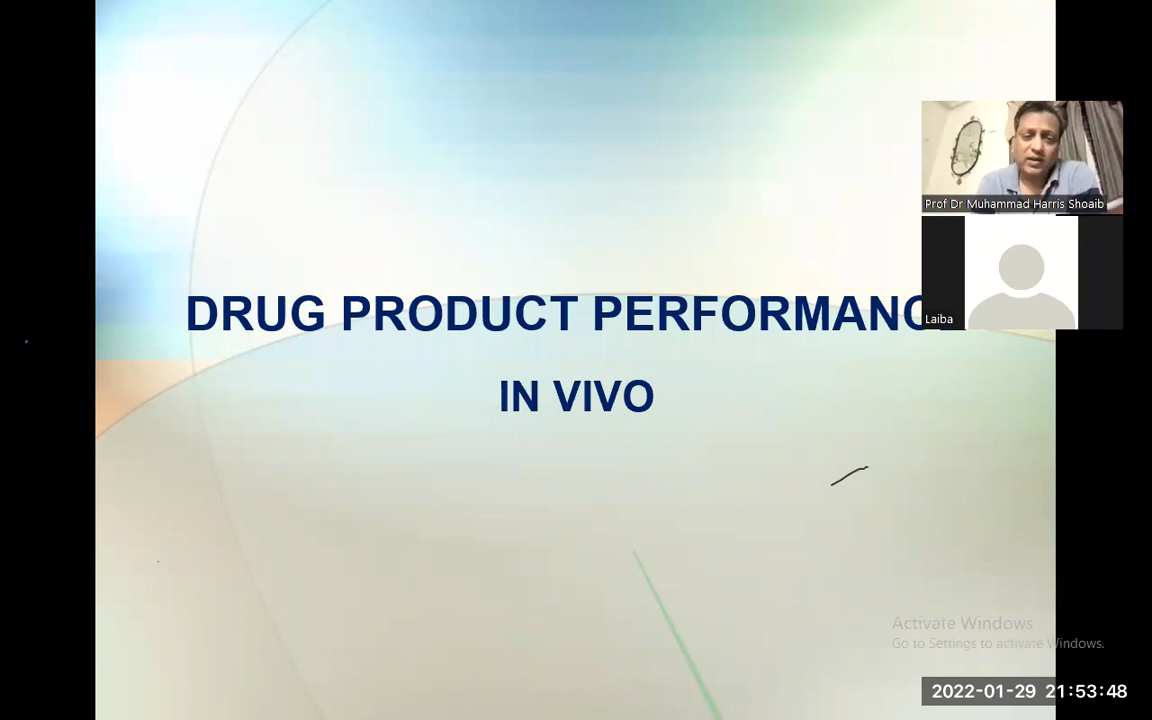 Prof Dr Muhammad Harris Shoaib
Laiba
DRUG PRODUCT PERFORMANC
IN VIVO
Activate Windows
Go to Settings to activate Windows.
2022-01-29 21:53:48